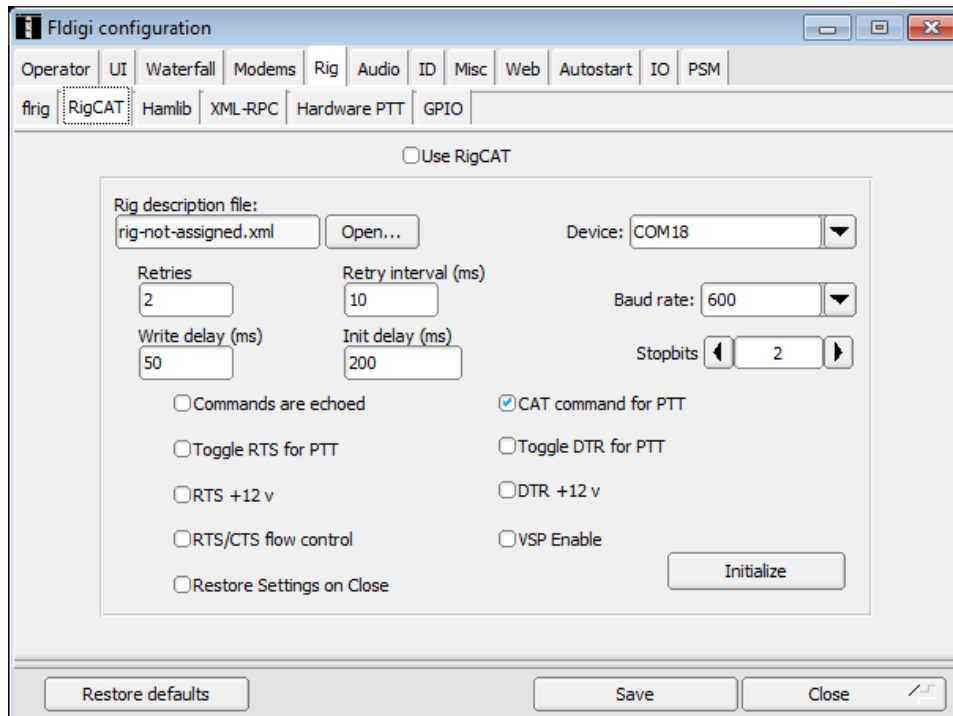 Fldigi configuration
Operator UI Waterfall Modems Rig Audio ID Misc Web Autostart IO PSM
flrig RigCAT Hamlib XML-RPC Hardware PTT GPIO
Use RigCAT
Rig description file:
rig-not-assigned.xml Open... Device: COM18
Retries Retry interval (ms)
2 10 Baud rate: 600
Write delay (ms) Init delay (ms)
50 200 Stopbits 2
Commands are echoed CAT command for PTT
Toggle RTS for PTT Toggle DTR for PTT
RTS +12 v DTR +12 v
RTS/CTS flow control VSP Enable
Initialize
Restore Settings on Close
Restore defaults Save Close